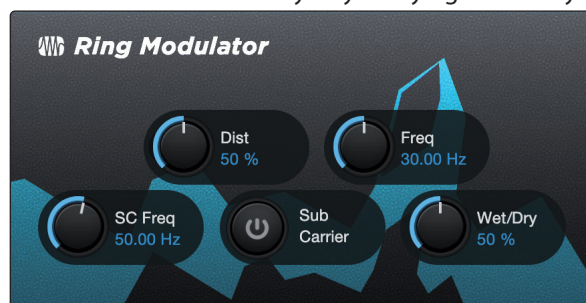 Ring Modulator
Dist
50 %
Freq
30.00 Hz
SC Freq
50.00 Hz
Sub
Carrier
Wet/Dry
50 %